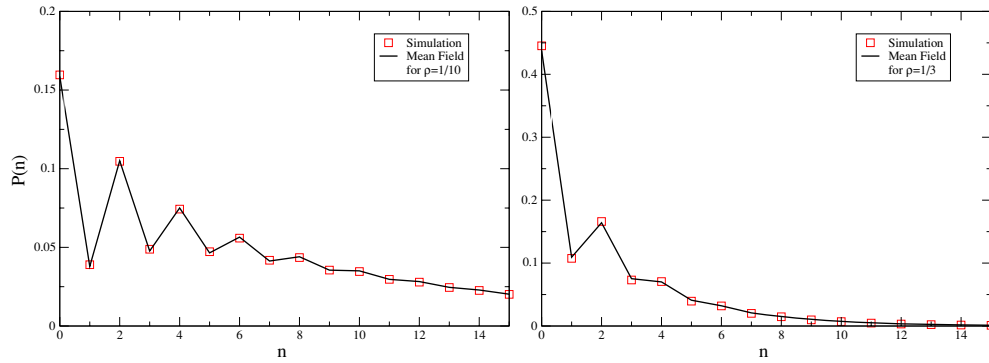 0.2
Simulation
Mean Field
for ρ=1/10
0.15
P(n)
0.1
0.05
0
0 2 4 6 8 10 12 14
n
0.5
Simulation
Mean Field
for ρ=1/3
0.4
0.3
0.2
0.1
0
0 2 4 6 8 10 12 14
n